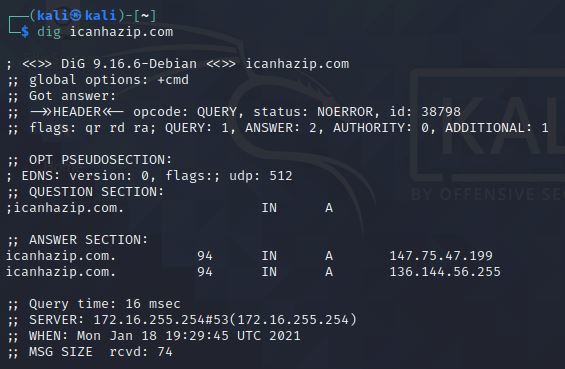 (kali㉿kali)-[~]
$ dig icanhazip.com
; <<>> DiG 9.16.6-Debian <<>> icanhazip.com
;; global options: +cmd
;; Got answer:
;; ->>HEADER<<- opcode: QUERY, status: NOERROR, id: 38798
;; flags: qr rd ra; QUERY: 1, ANSWER: 2, AUTHORITY: 0, ADDITIONAL: 1
KAL
BY OFFENSIVE SE
;; OPT PSEUDOSECTION:
; EDNS: version: 0, flags:; udp: 512
;; QUESTION SECTION:
;icanhazip.com. IN A
;; ANSWER SECTION:
icanhazip.com. 94 IN A 147.75.47.199
icanhazip.com. 94 IN A 136.144.56.255
;; Query time: 16 msec
;; SERVER: 172.16.255.254#53(172.16.255.254)
;; WHEN: Mon Jan 18 19:29:45 UTC 2021
;; MSG SIZE rcvd: 74